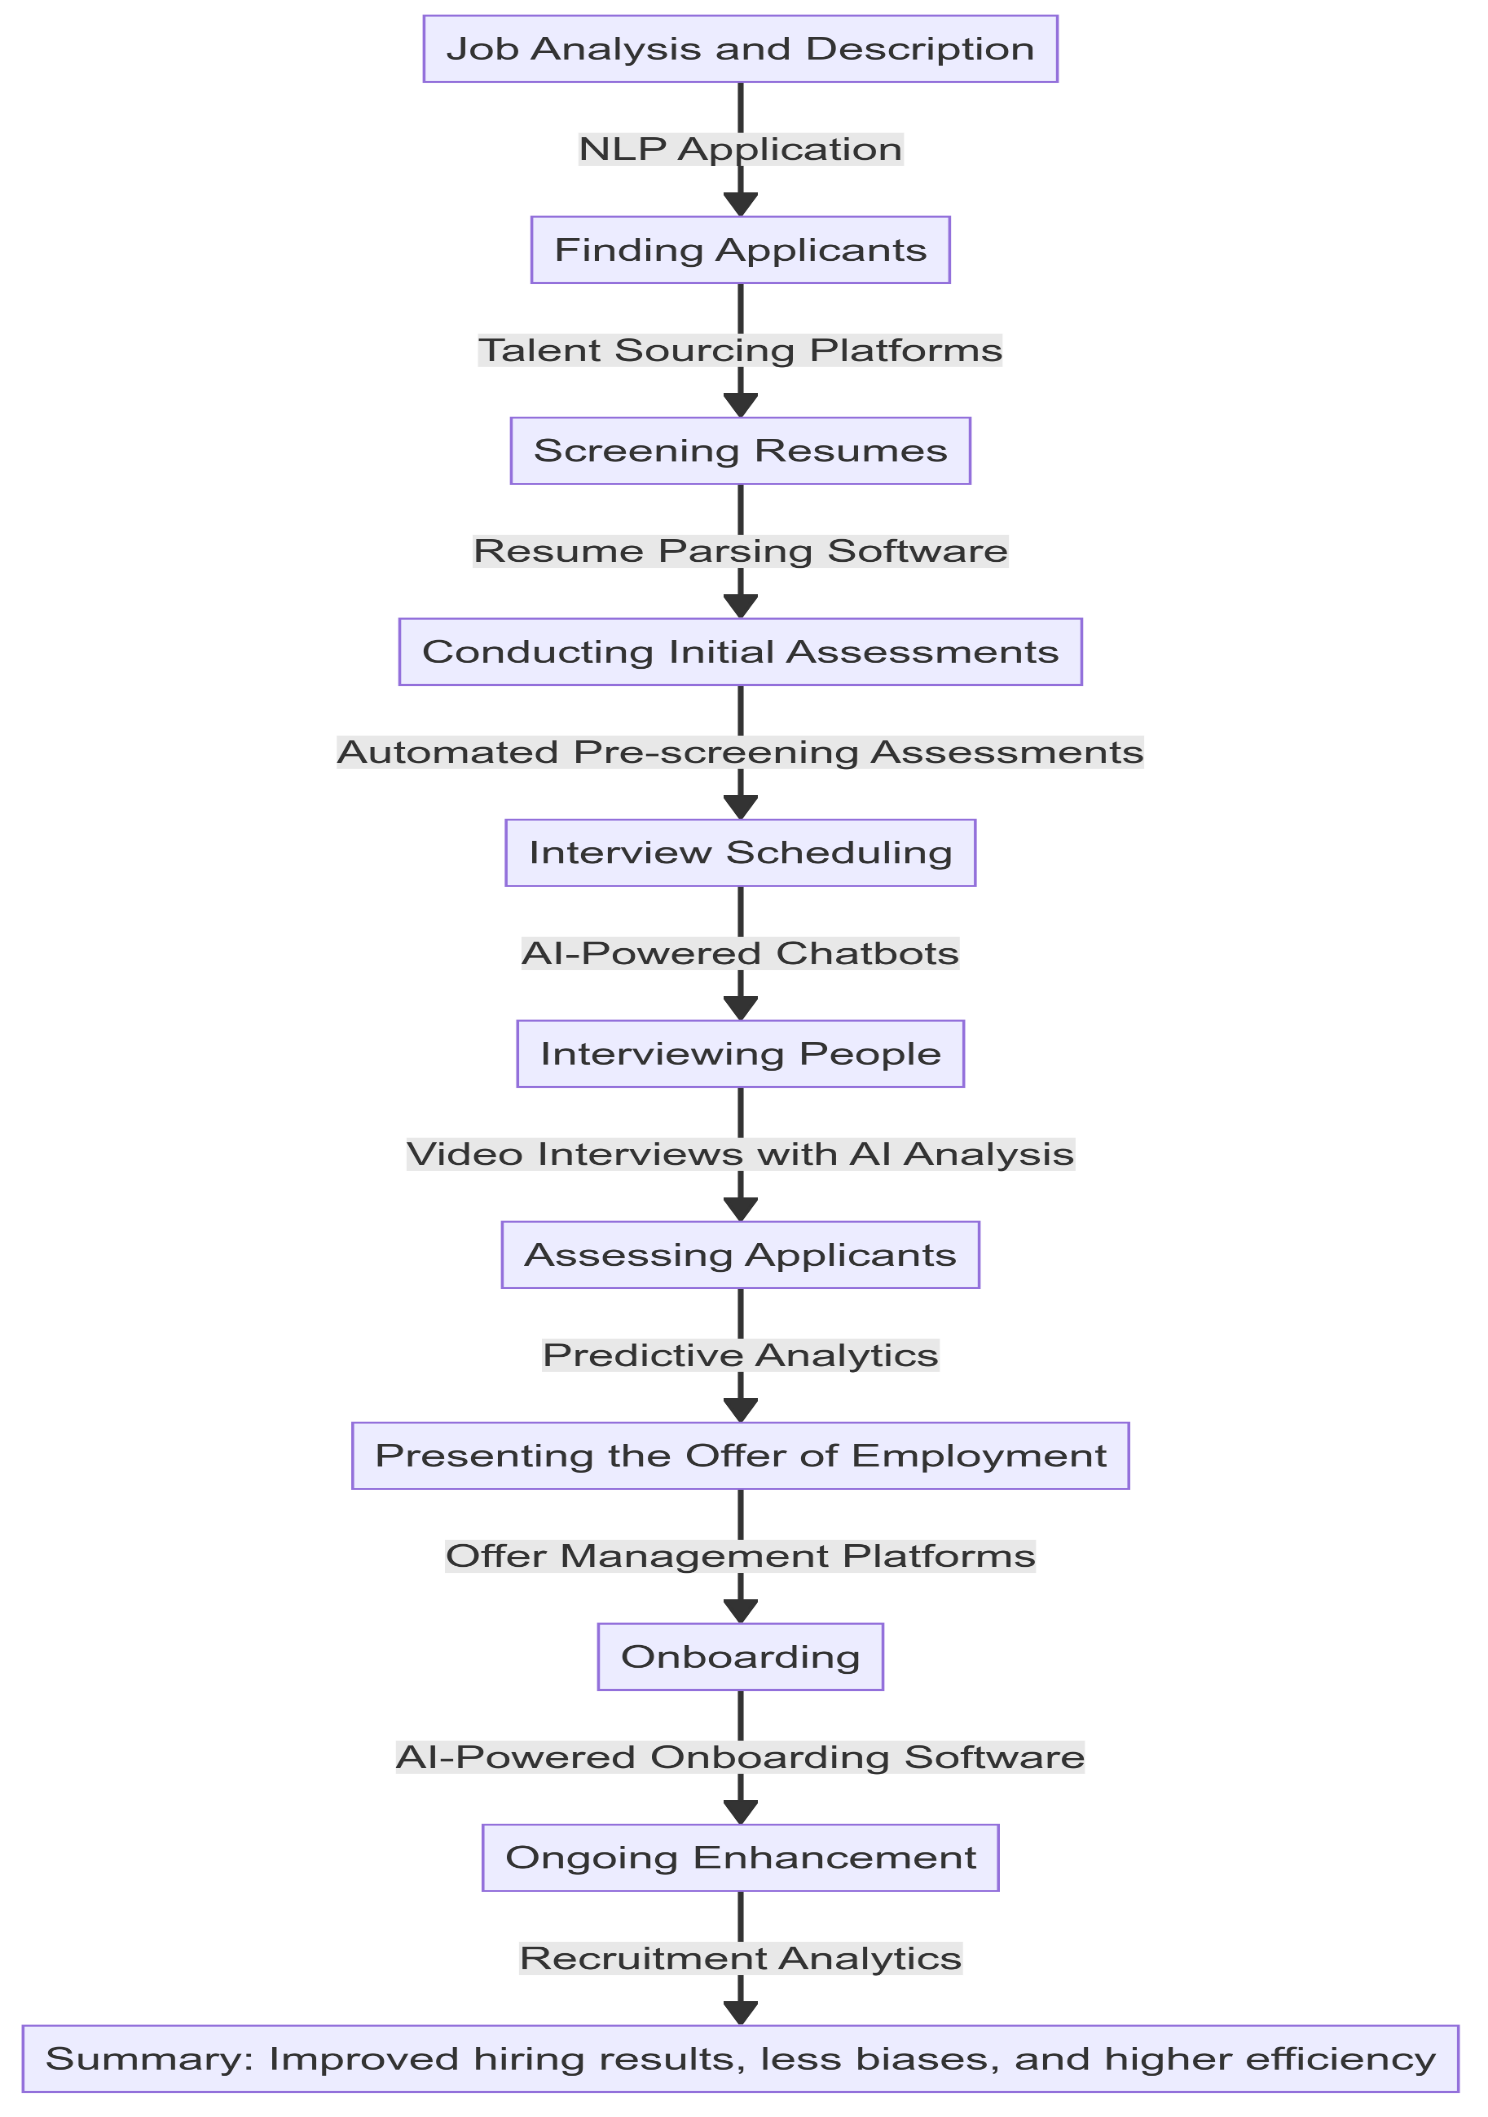 Job Analysis and Description
NLP Application
Finding Applicants
Talent Sourcing Platforms
Screening Resumes
Resume Parsing Software
Conducting Initial Assessments
Automated Pre-screening Assessments
Interview Scheduling
AI-Powered Chatbots
Interviewing People
Video Interviews with AI Analysis
Assessing Applicants
Predictive Analytics
Presenting the Offer of Employment
Offer Management Platforms
Onboarding
AI-Powered Onboarding Software
Ongoing Enhancement
Recruitment Analytics
Summary: Improved hiring results, less biases, and higher efficiency